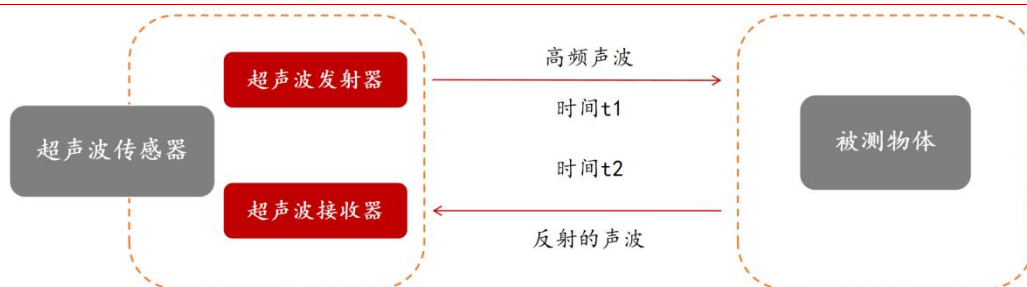 超声波传感器
超声波发射器
高频声波
时间t1
时间t2
超声波接收器
反射的声波
被测物体